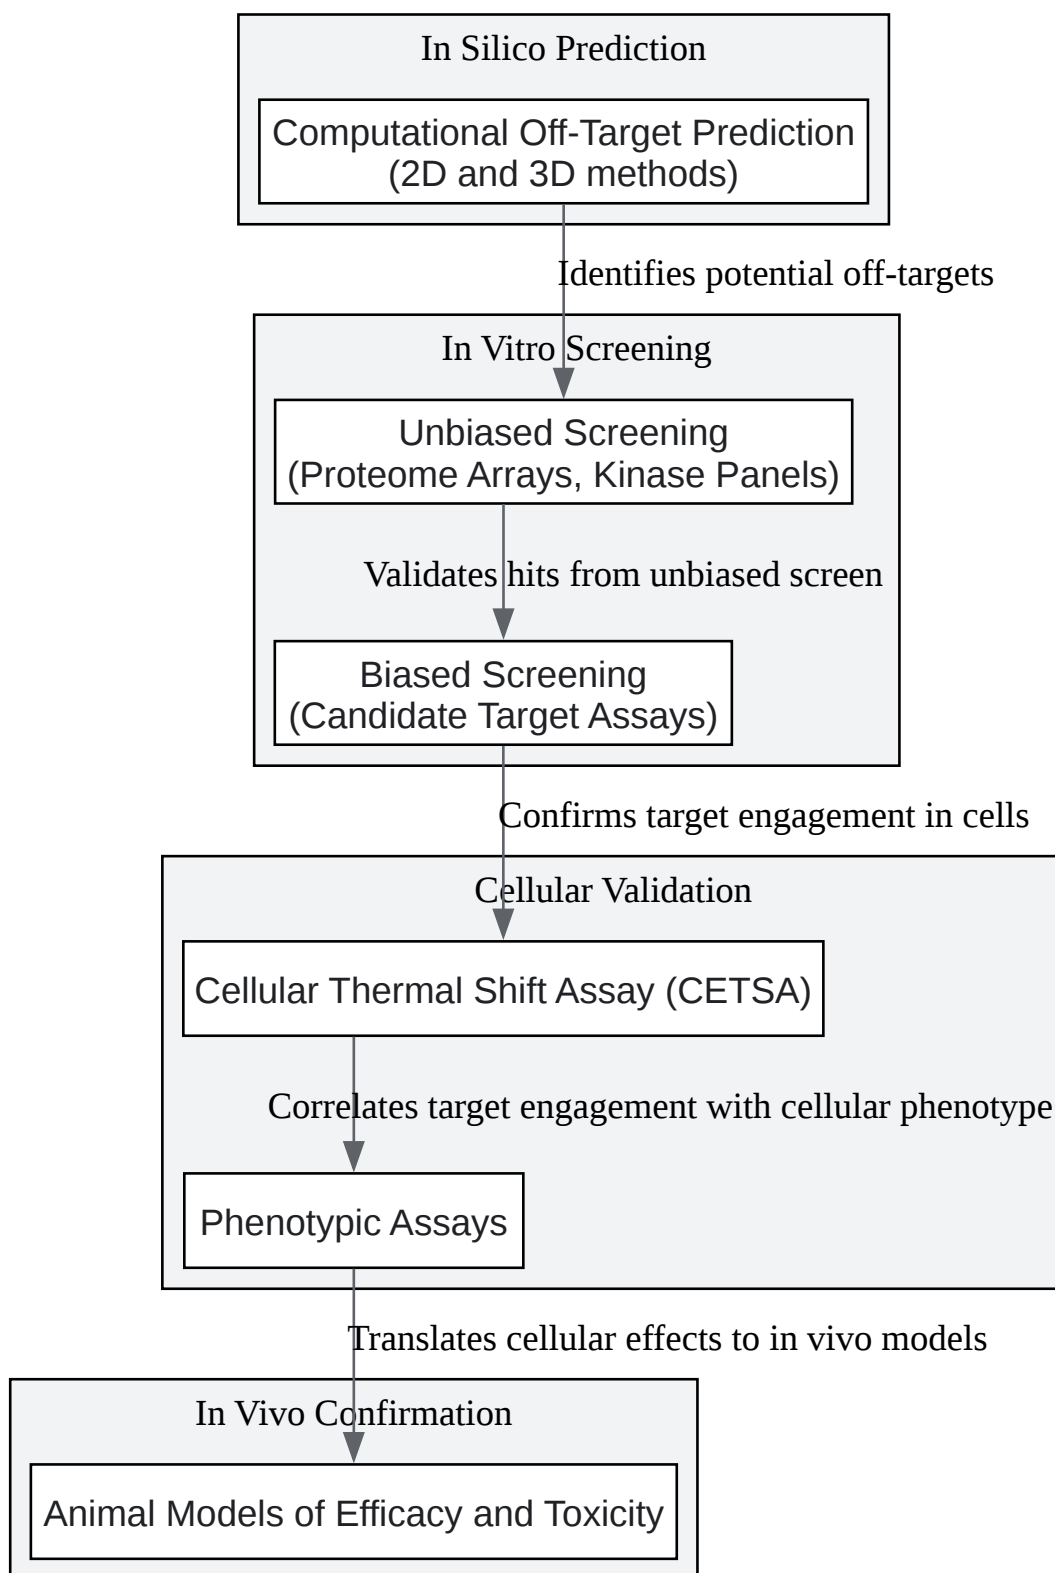 In Silico Prediction
Computational Off-Target Prediction
(2D and 3D methods)
Identifies potential off-targets
In Vitro Screening
Unbiased Screening
(Proteome Arrays, Kinase Panels)
Validates hits from unbiased screen
Biased Screening
(Candidate Target Assays)
Confirms target engagement in cells
Cellular Validation
Cellular Thermal Shift Assay (CETSA)
Correlates target engagement with cellular phenotype
Phenotypic Assays
Translates cellular effects to in vivo models
In Vivo Confirmation
Animal Models of Efficacy and Toxicity